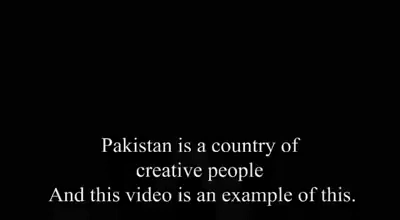 Pakistan is a country of
creative people
And this video is an example of this.